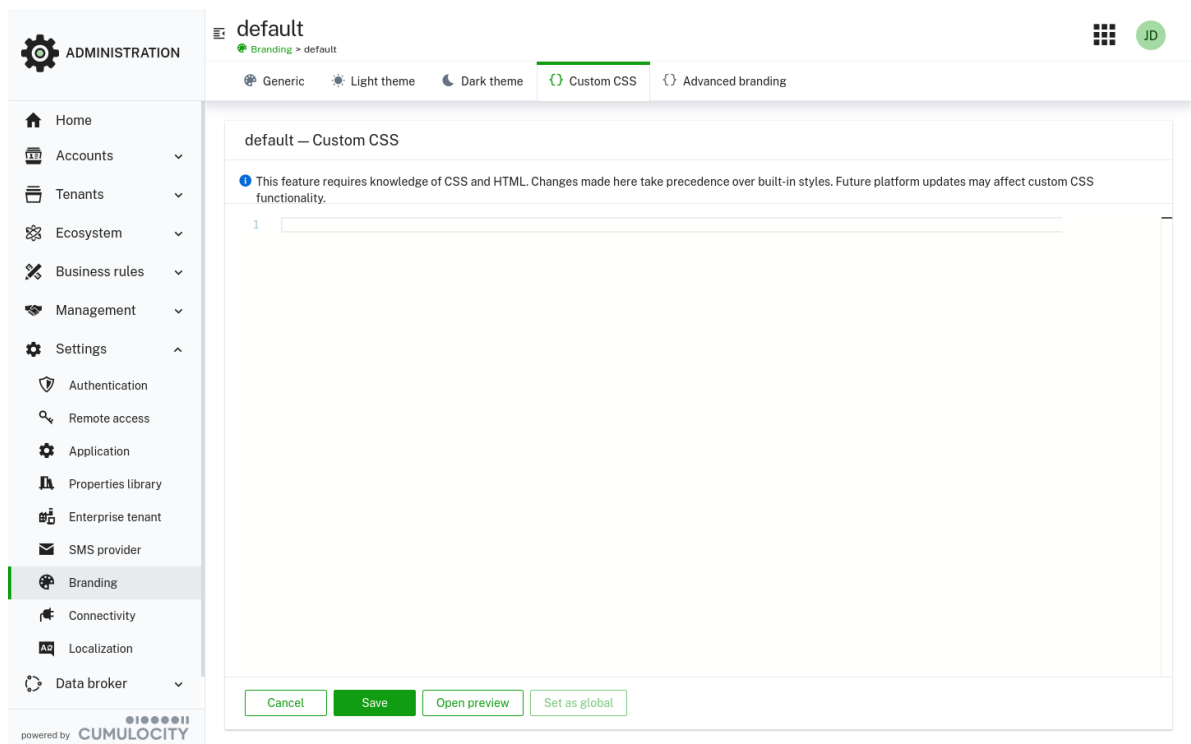 ADMINISTRATION
default
Branding > default
JD
Generic
Light theme
Dark theme
Custom CSS
Advanced branding
Home
Accounts
Tenants
Ecosystem
Business rules
Management
Settings
Authentication
Remote access
Application
Properties library
Enterprise tenant
SMS provider
Branding
Connectivity
Localization
Data broker
powered by CUMULOCITY
default — Custom CSS
This feature requires knowledge of CSS and HTML. Changes made here take precedence over built-in styles. Future platform updates may affect custom CSS
functionality.
1
Cancel
Save
Open preview
Set as global